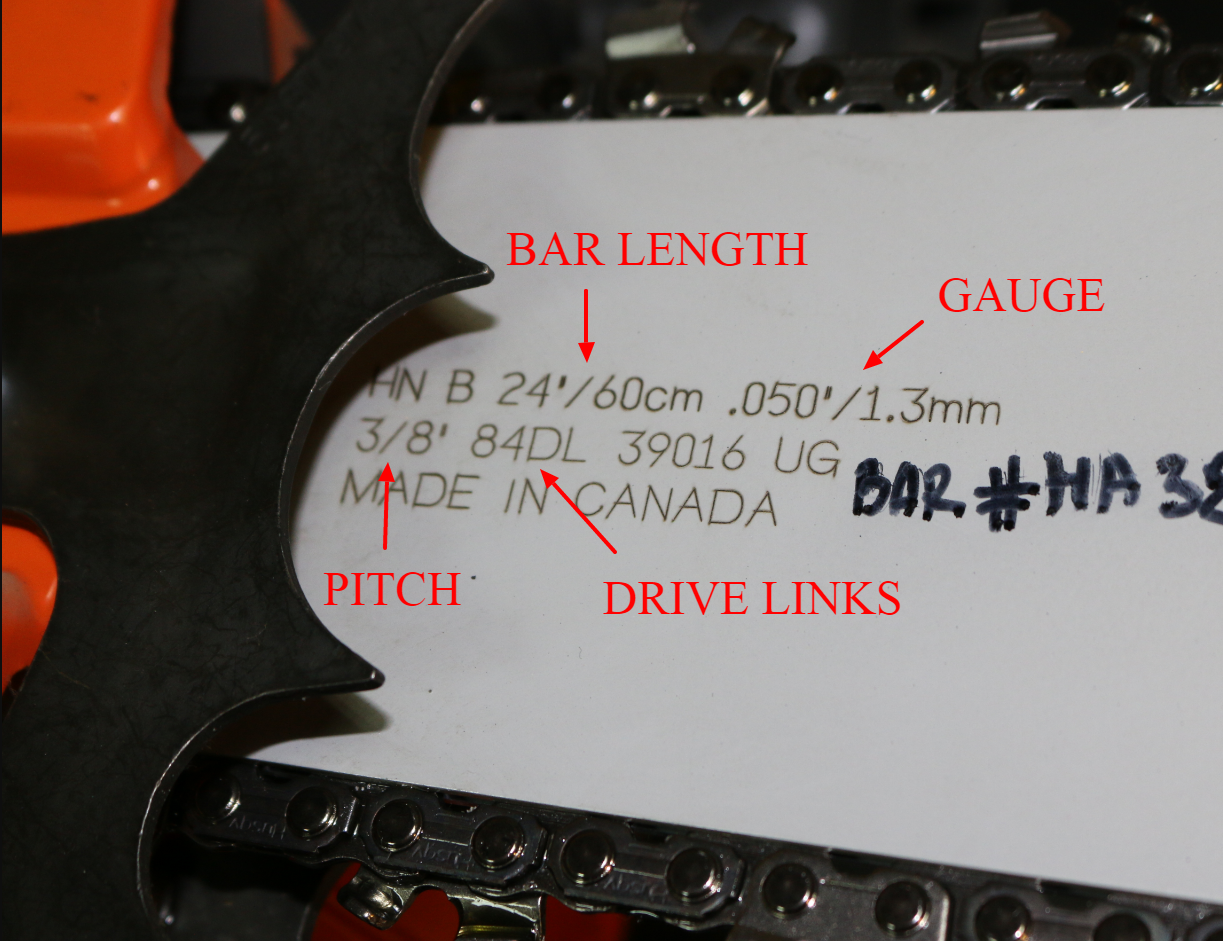 BAR LENGTH
GAUGE
HN B 24"/60cm .050"/1.3mm
3/8" 84DL 39016 UG
MADE IN CANADA
BAR #HA
PITCH
DRIVE LINKS